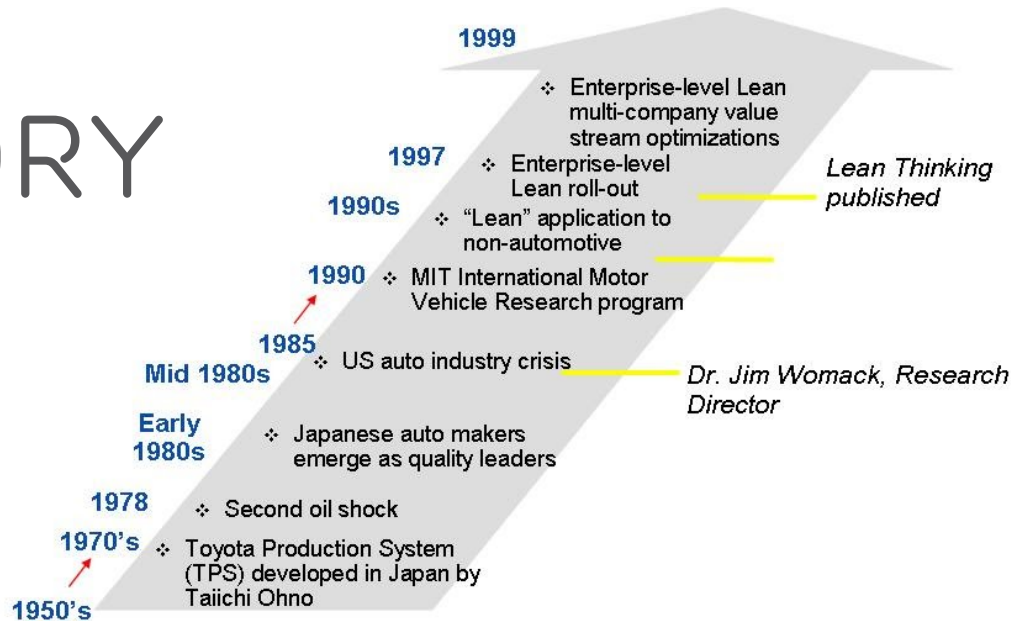 ORY
1999
❖ Enterprise-level Lean
multi-company value
stream optimizations
1997
❖ Enterprise-level
Lean roll-out
Lean Thinking
published
1990s
❖ “Lean” application to
non-automotive
1990
❖ MIT International Motor
Vehicle Research program
1985
Mid 1980s
❖ US auto industry crisis
Dr. Jim Womack, Research
Director
Early
1980s
❖ Japanese auto makers
emerge as quality leaders
1978
❖ Second oil shock
1970's
❖ Toyota Production System
(TPS) developed in Japan by
Taiichi Ohno
1950's